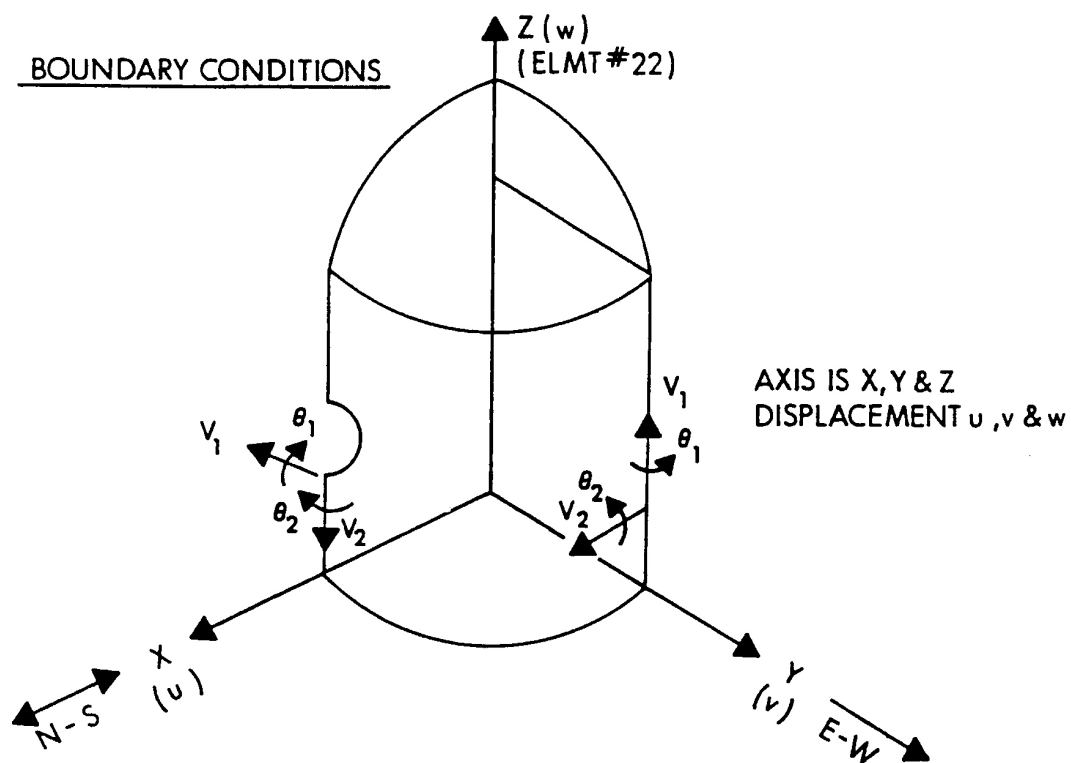 BOUNDARY CONDITIONS
Z (w)
(ELMT #22)
AXIS IS X, Y & Z
DISPLACEMENT u, v & w
V₁
θ₁
θ₂
V₂
V₁
θ₁
θ₂
V₂
X
(u)
N-S
Y
(v)
E-W